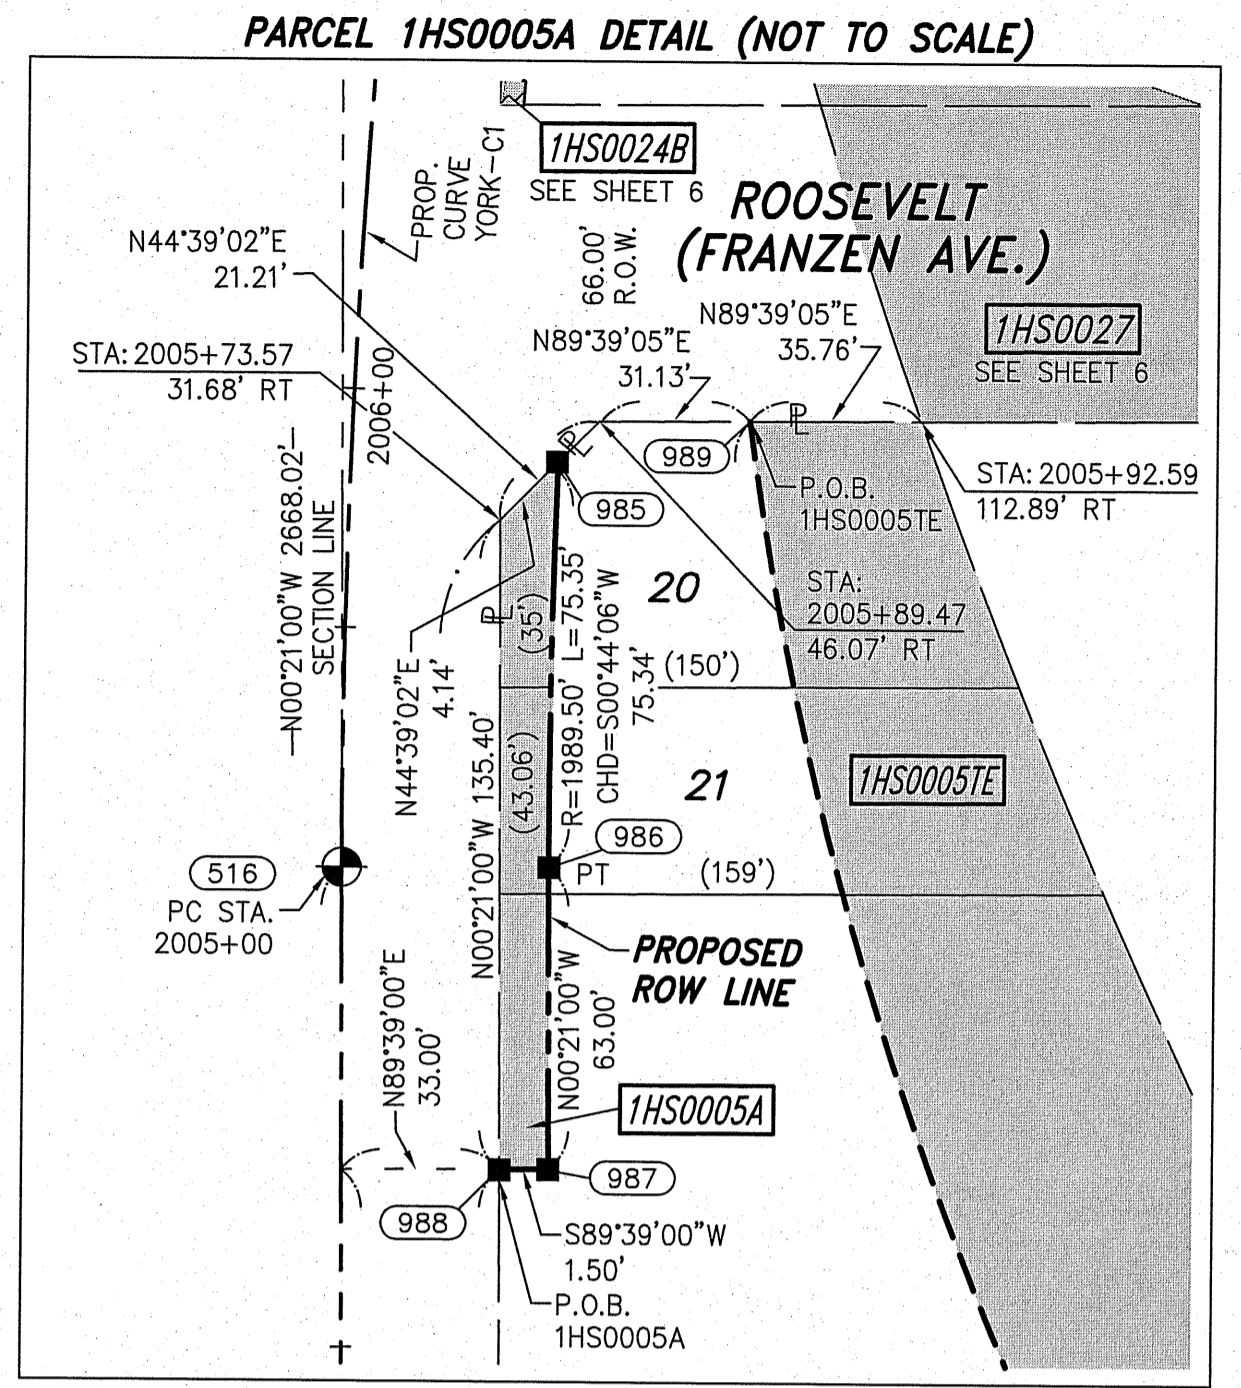 PARCEL 1HS0005A DETAIL (NOT TO SCALE)
1HS0024B
SEE SHEET 6
PROP.
CURVE
YORK-C1
ROOSEVELT
(FRANZEN AVE.)
66.00'
R.O.W.
N44°39'02"E
21.21'
N89°39'05"E
35.76'
N89°39'05"E
31.13'
1HS0027
SEE SHEET 6
STA: 2005+73.57
31.68' RT
2006+00
PL
PL
989
985
P.O.B.
1HS0005TE
STA: 2005+92.59
112.89' RT
N00°21'00"W 2668.02'
SECTION LINE
20
STA:
2005+89.47
46.07' RT
PL
(35')
N44°39'02"E
4.14'
R=1989.50' L=75.35'
CHD=S00°44'06"W
75.34'
(150')
N00°21'00"W 135.40'
(43.06')
21
1HS0005TE
986
PT
(159')
516
PC STA.
2005+00
PROPOSED
ROW LINE
N00°21'00"W
63.00'
N89°39'00"E
33.00'
1HS0005A
987
988
S89°39'00"W
1.50'
P.O.B.
1HS0005A